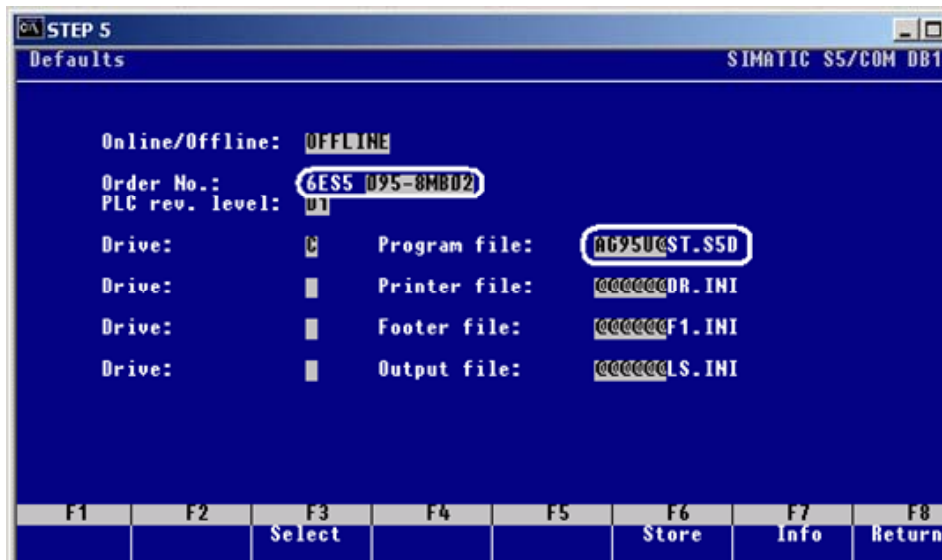 STEP 5
Defaults SIMATIC S5/COM DB1
Online/Offline: OFFLINE
Order No.: 6ES5 095-8MB02
PLC rev. level: 01
Drive: C Program file: AG95U@ST.S5D
Drive: Printer file: @@@@@@DR.INI
Drive: Footer file: @@@@@@F1.INI
Drive: Output file: @@@@@@LS.INI
F1 F2 F3 F4 F5 F6 F7 F8
Select Store Info Return